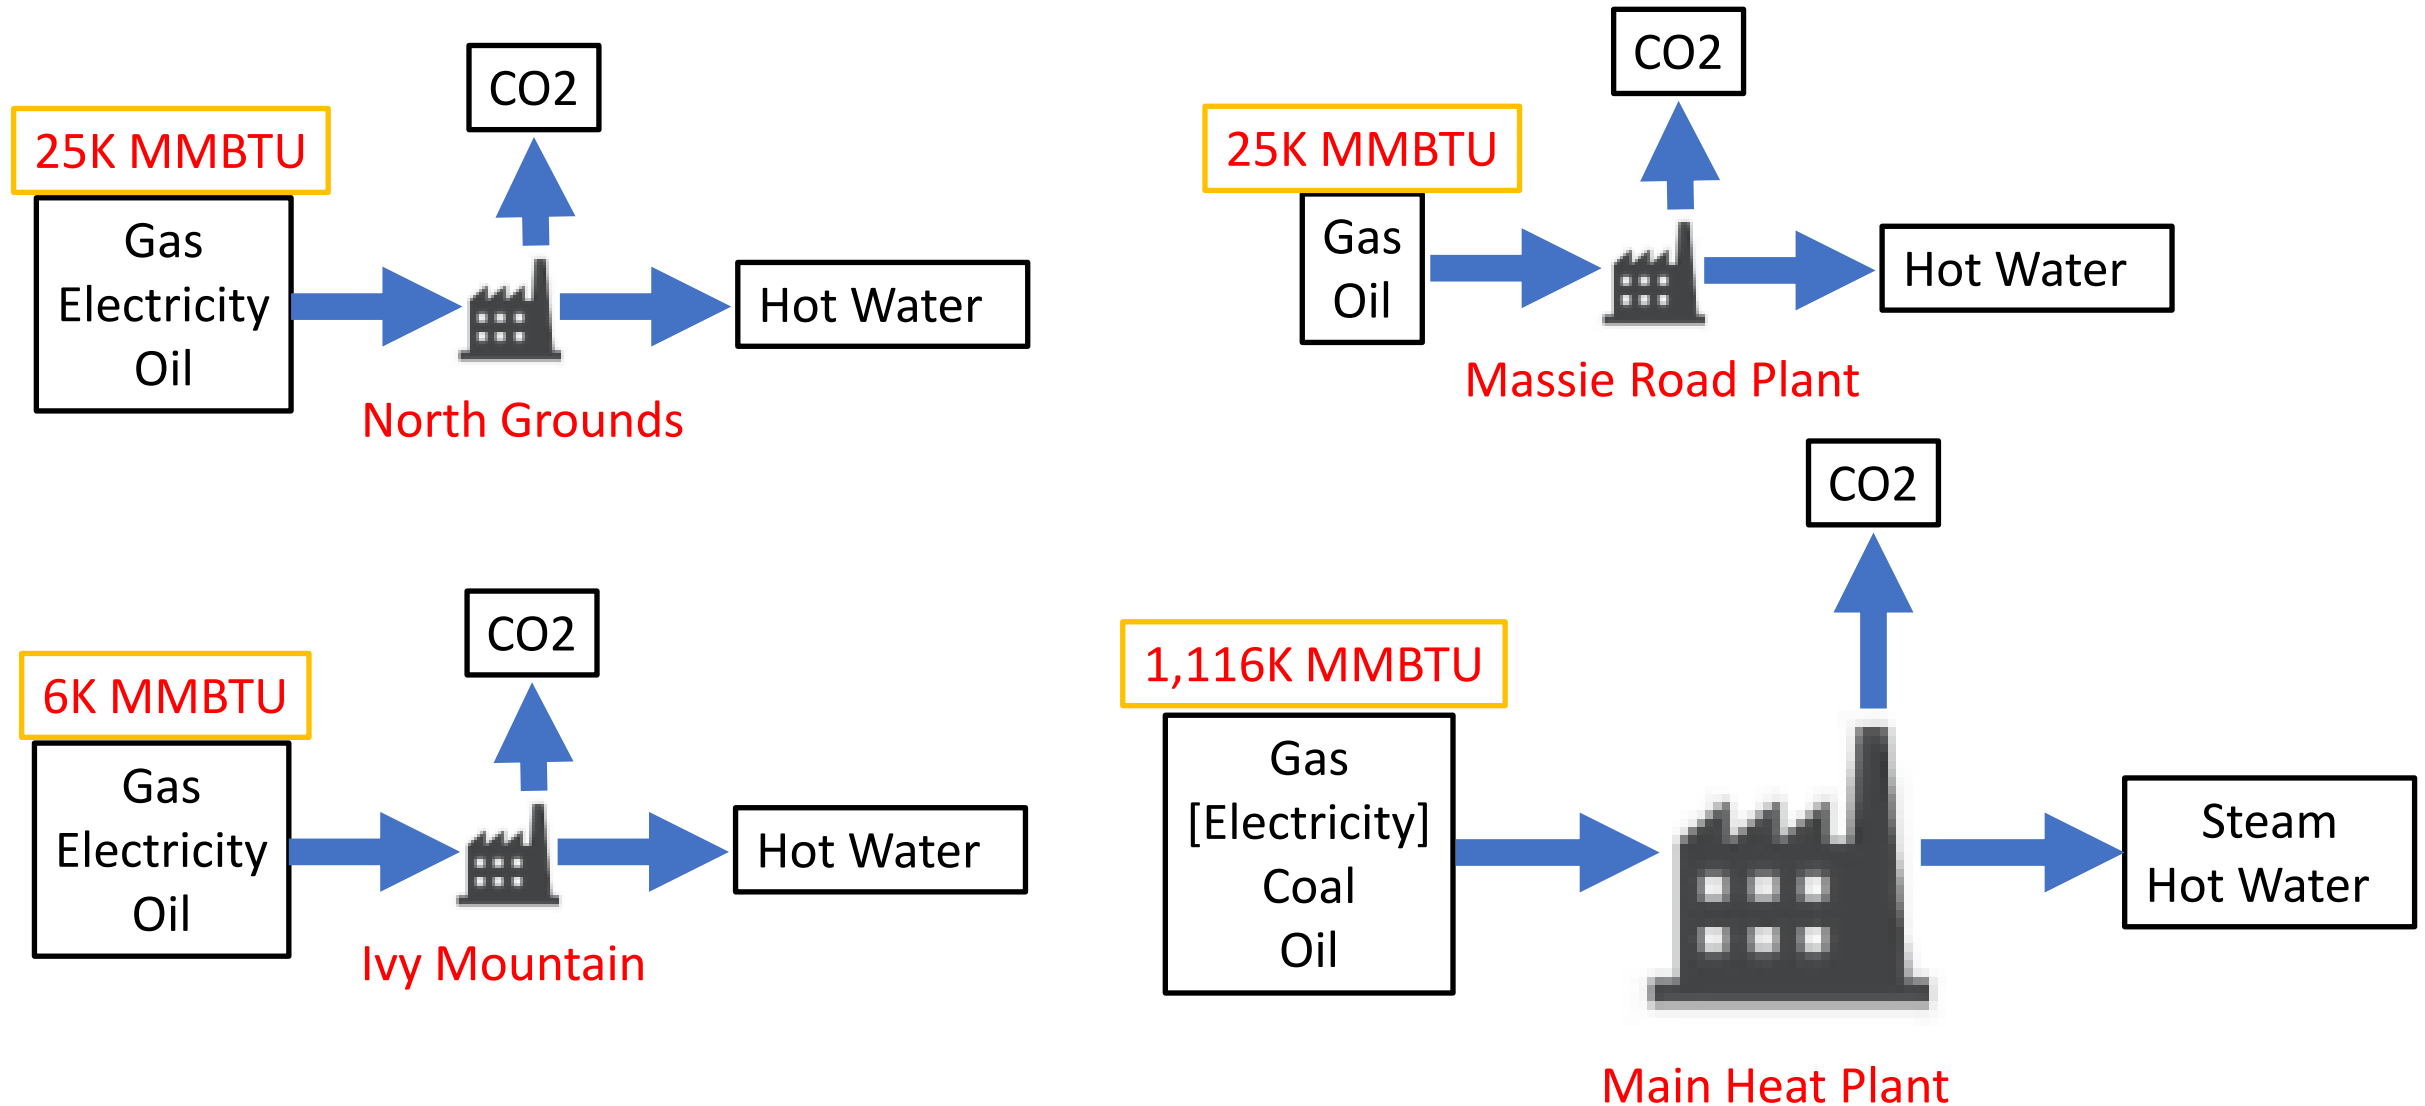 CO2
25K MMBTU
Gas
Electricity
Oil
Hot Water
North Grounds
CO2
25K MMBTU
Gas
Oil
Hot Water
Massie Road Plant
CO2
6K MMBTU
Gas
Electricity
Oil
Hot Water
Ivy Mountain
CO2
1,116K MMBTU
Gas
[Electricity]
Coal
Oil
Steam
Hot Water
Main Heat Plant